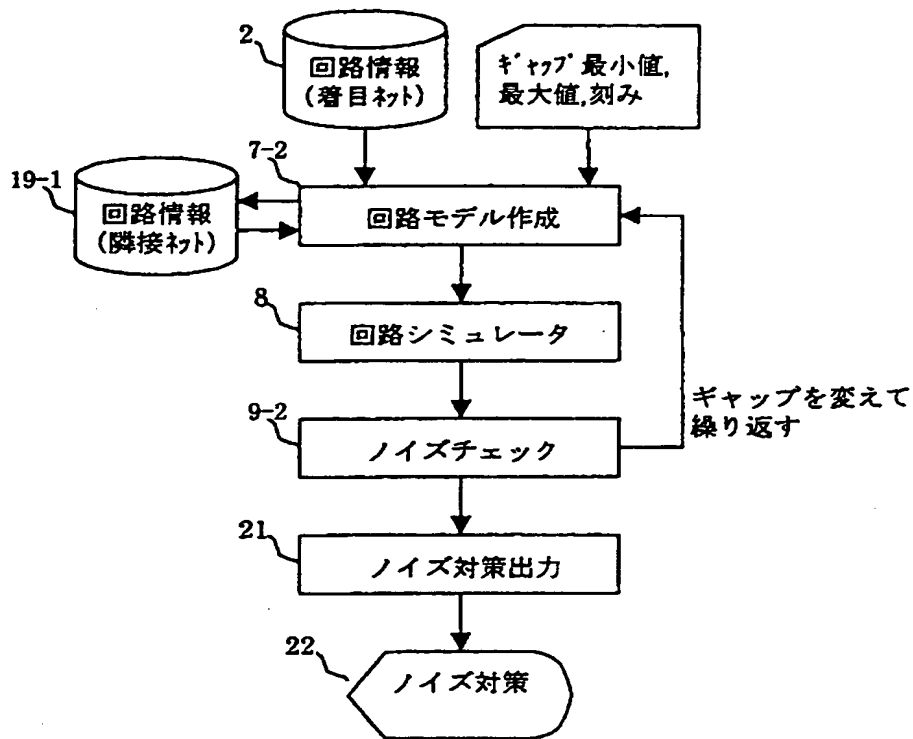 2
回路情報
(着目ネット)
ギャップ 最小値,
最大値,刻み
7-2
19-1
回路情報
(隣接ネット)
回路モデル作成
8
回路シミュレータ
ギャップを変えて
繰り返す
9-2
ノイズチェック
21
ノイズ対策出力
22
ノイズ対策